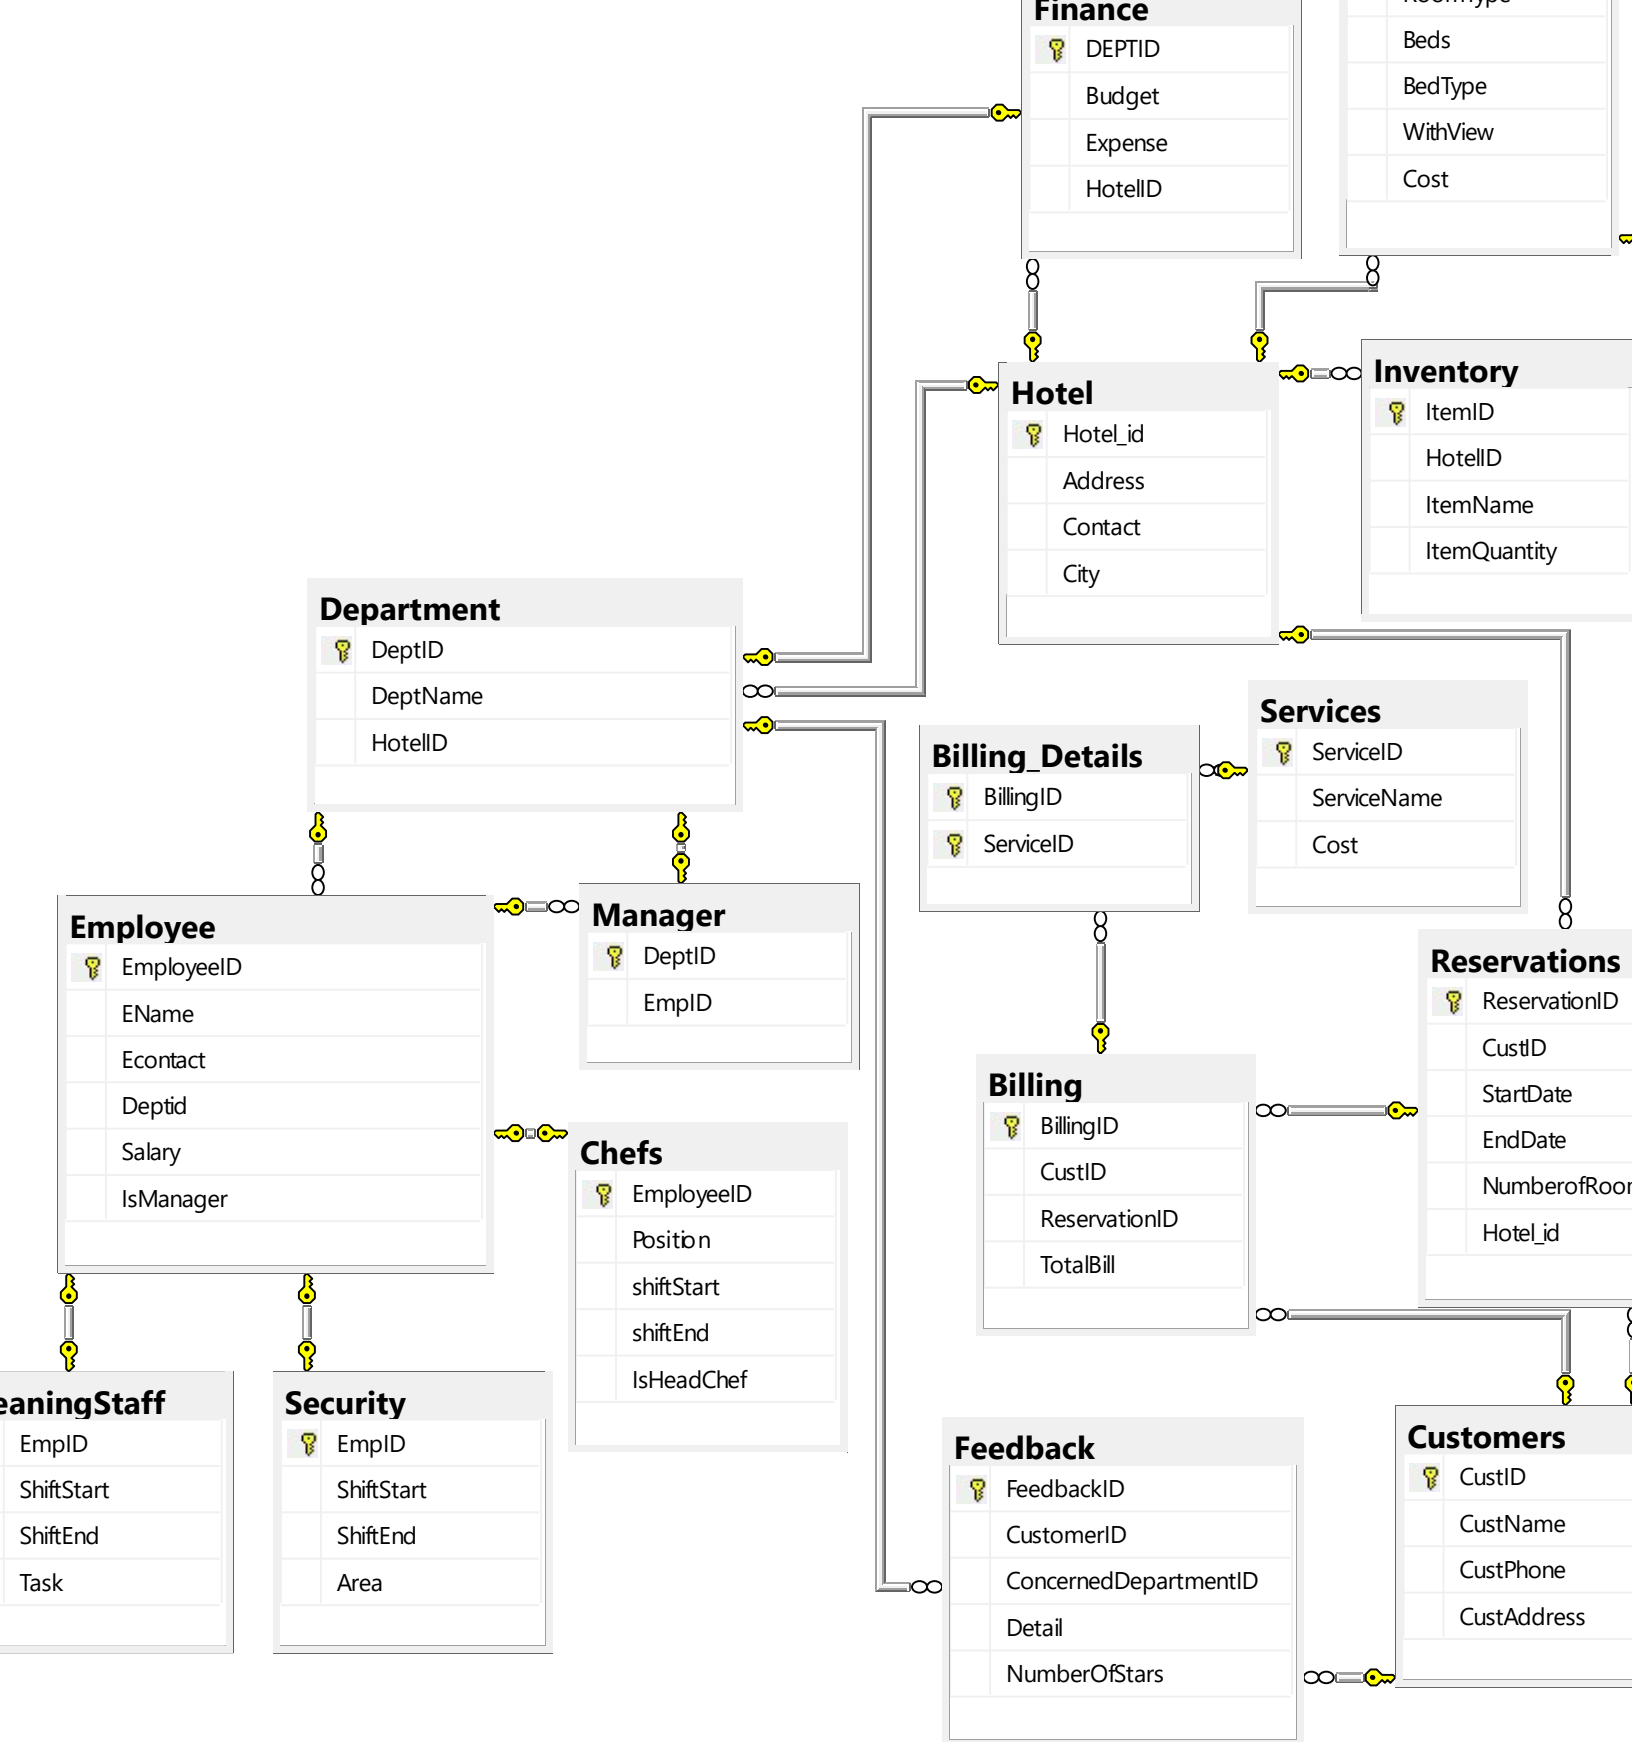 Finance
DEPTID
Budget
Expense
HotelID
Beds
BedType
WithView
Cost
Hotel
Hotel_id
Address
Contact
City
Inventory
ItemID
HotelID
ItemName
ItemQuantity
Department
DeptID
DeptName
HotelID
Billing_Details
BillingID
ServiceID
Services
ServiceID
ServiceName
Cost
Employee
EmployeeID
EName
Econtact
Deptid
Salary
IsManager
Manager
DeptID
EmpID
Chefs
EmployeeID
Position
shiftStart
shiftEnd
IsHeadChef
Billing
BillingID
CustID
ReservationID
TotalBill
Reservations
ReservationID
CustID
StartDate
EndDate
NumberofRoor
Hotel_id
eaningStaff
EmpID
ShiftStart
ShiftEnd
Task
Security
EmpID
ShiftStart
ShiftEnd
Area
Feedback
FeedbackID
CustomerID
ConcernedDepartmentID
Detail
NumberOfStars
Customers
CustID
CustName
CustPhone
CustAddress